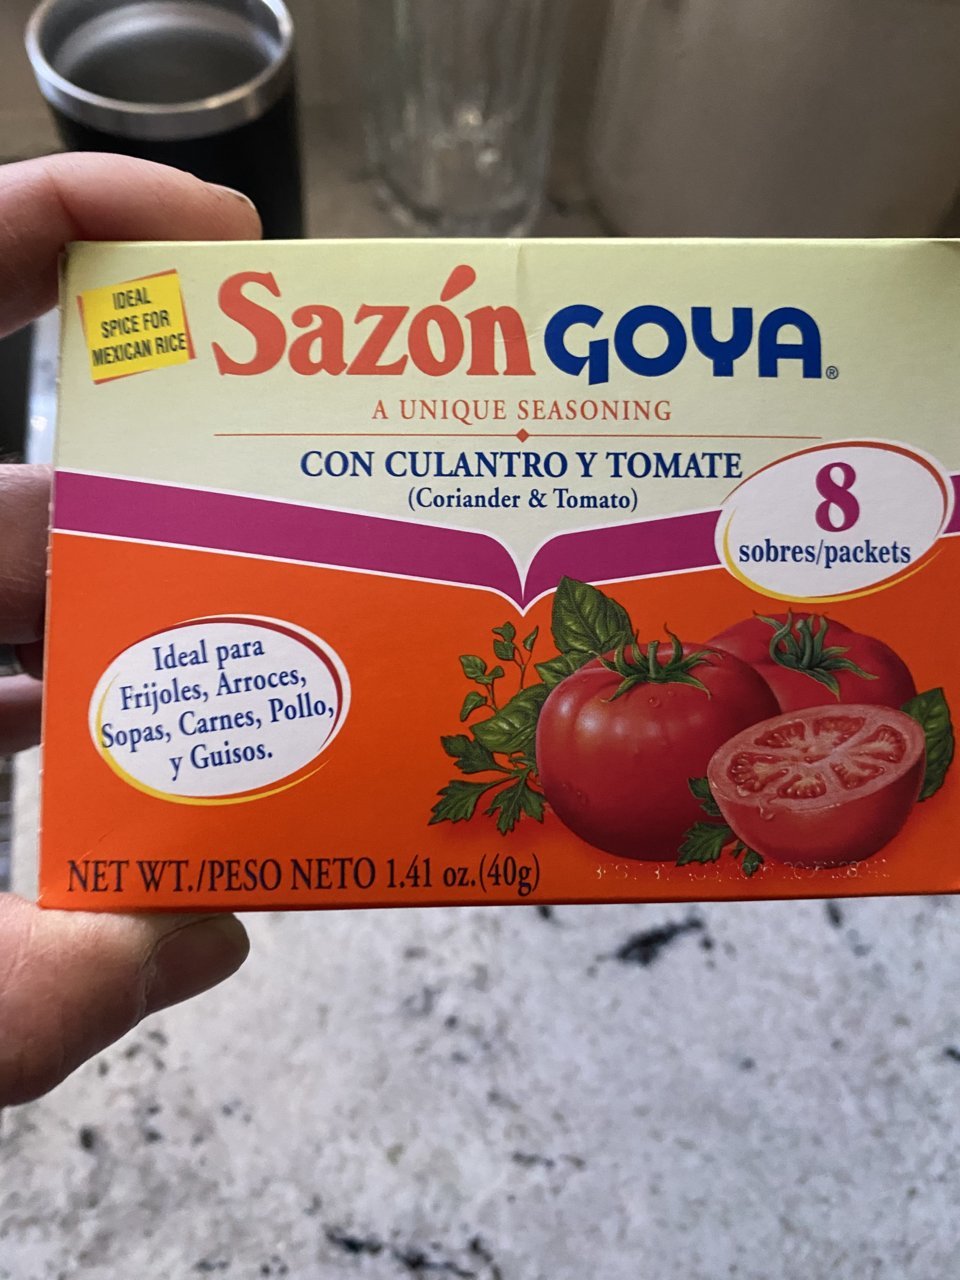 IDEAL
SPICE FOR
MEXICAN RICE
Sazón GOYA®
A UNIQUE SEASONING
CON CULANTRO Y TOMATE
(Coriander & Tomato)
8
sobres/packets
Ideal para
Frijoles, Arroces,
Sopas, Carnes, Pollo,
y Guisos.
NET WT./PESO NETO 1.41 oz.(40g)